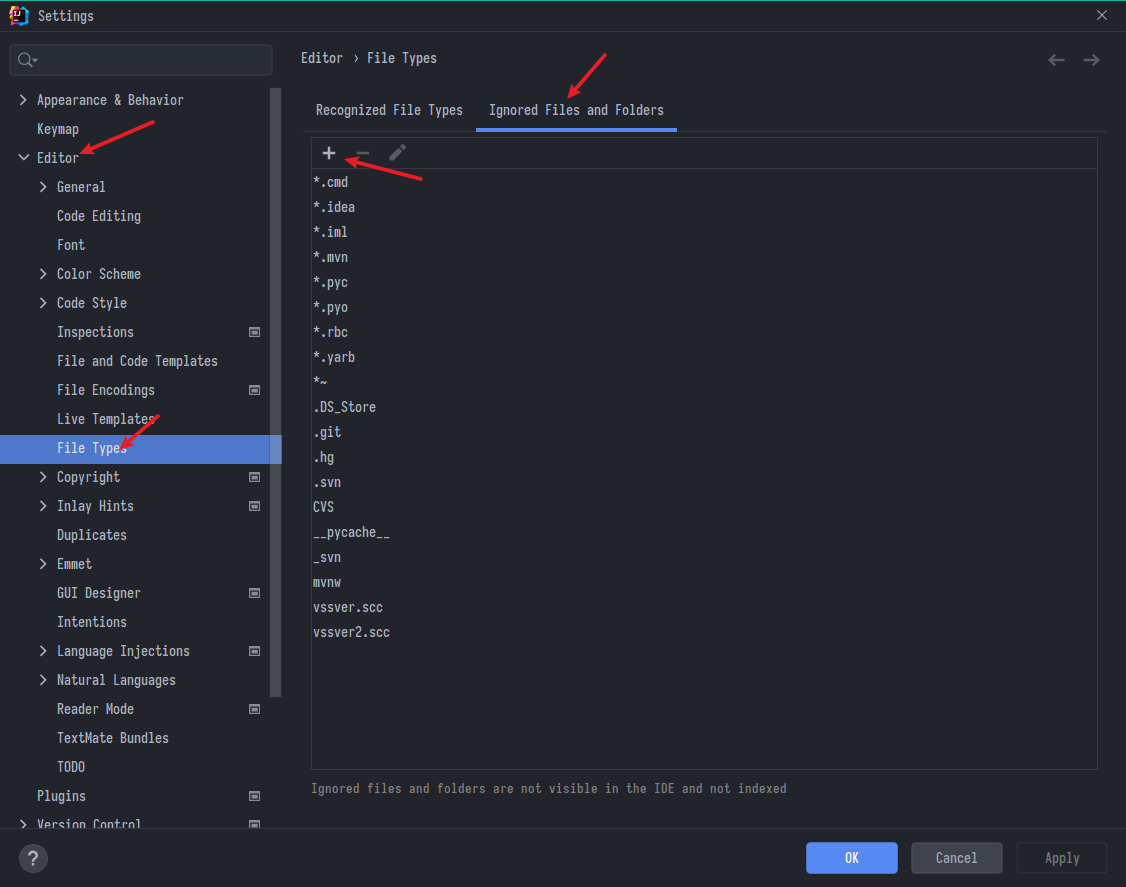 Settings
Appearance & Behavior
Keymap
Editor
General
Code Editing
Font
Color Scheme
Code Style
Inspections
File and Code Templates
File Encodings
Live Templates
File Types
Copyright
Inlay Hints
Duplicates
Emmet
GUI Designer
Intentions
Language Injections
Natural Languages
Reader Mode
TextMate Bundles
TODO
Plugins
Version Control
Editor › File Types
Recognized File Types
Ignored Files and Folders
*.cmd
*.idea
*.iml
*.mvn
*.pyc
*.pyo
*.rbc
*.yarb
*~
.DS_Store
.git
.hg
.svn
CVS
__pycache__
_svn
mvnw
vssver.scc
vssver2.scc
Ignored files and folders are not visible in the IDE and not indexed
?
OK
Cancel
Apply